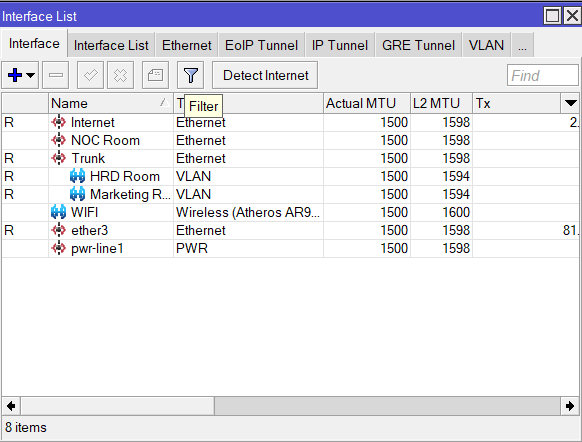 Interface List
Interface Interface List Ethernet EoIP Tunnel IP Tunnel GRE Tunnel VLAN ...
Detect Internet Find
Name T Actual MTU L2 MTU Tx
Filter
R Internet Ethernet 1500 1598 2.
NOC Room Ethernet 1500 1598
R Trunk Ethernet 1500 1598
R HRD Room VLAN 1500 1594
R Marketing R... VLAN 1500 1594
WIFI Wireless (Atheros AR9... 1500 1600
R ether3 Ethernet 1500 1598 81.
pwr-line1 PWR 1500 1598
8 items